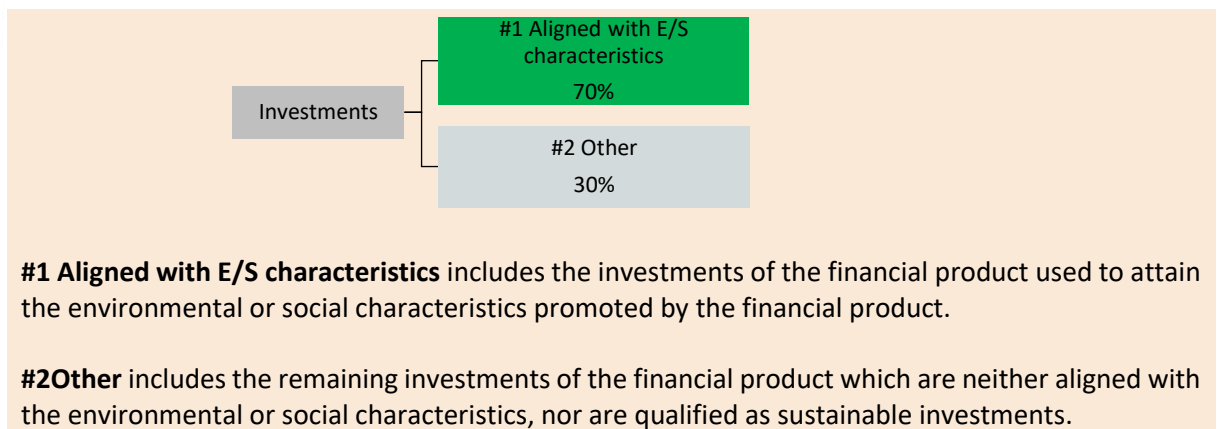 #1 Aligned with E/S
characteristics
70%
Investments
#2 Other
30%
#1 Aligned with E/S characteristics includes the investments of the financial product used to attain
the environmental or social characteristics promoted by the financial product.
#2Other includes the remaining investments of the financial product which are neither aligned with
the environmental or social characteristics, nor are qualified as sustainable investments.